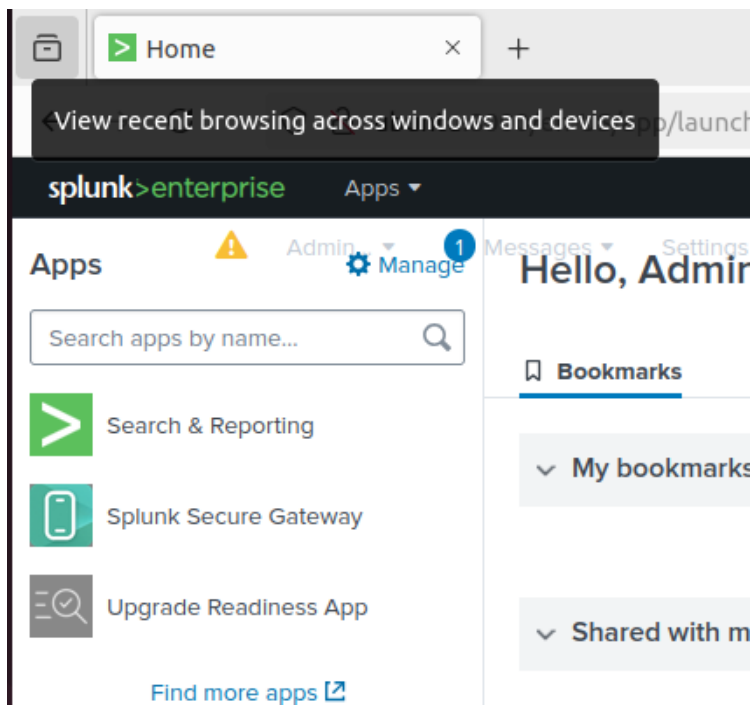 Home
View recent browsing across windows and devices
/launch
splunk>enterprise Apps
Admin... 1 Messages Settings
Apps Manage
Hello, Admin
Search apps by name...
Bookmarks
Search & Reporting
My bookmarks
Splunk Secure Gateway
Upgrade Readiness App
Shared with m
Find more apps